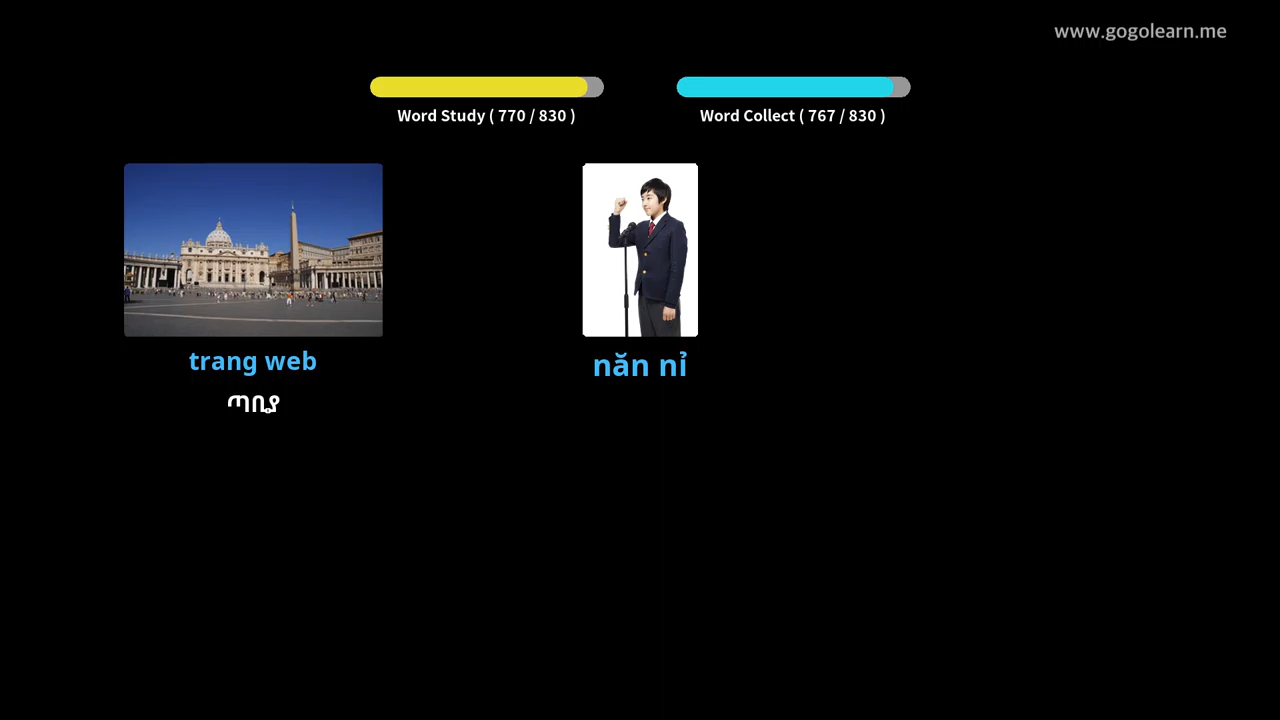 www.gogolearn.me
Word Study ( 770 / 830 )
Word Collect ( 767 / 830 )
trang web
năn nỉ
ጣቢያ